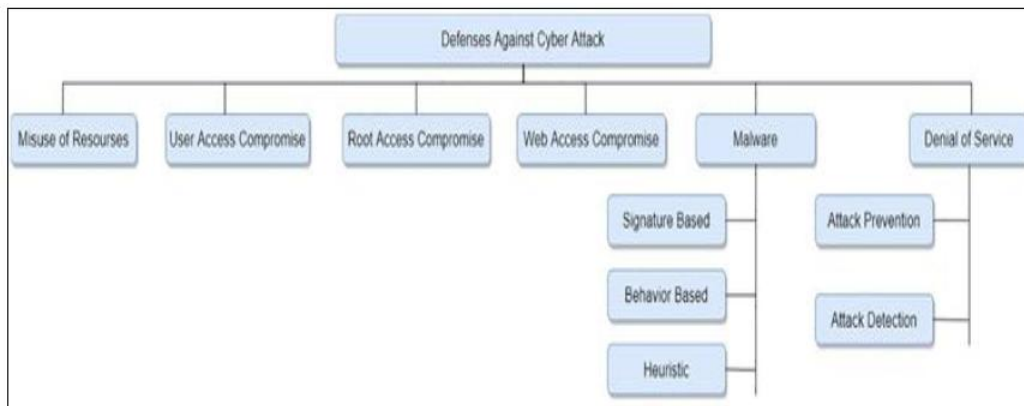 Defenses Against Cyber Attack
Misuse of Resourses
User Access Compromise
Root Access Compromise
Web Access Compromise
Malware
Denial of Service
Signature Based
Behavior Based
Heuristic
Attack Prevention
Attack Detection